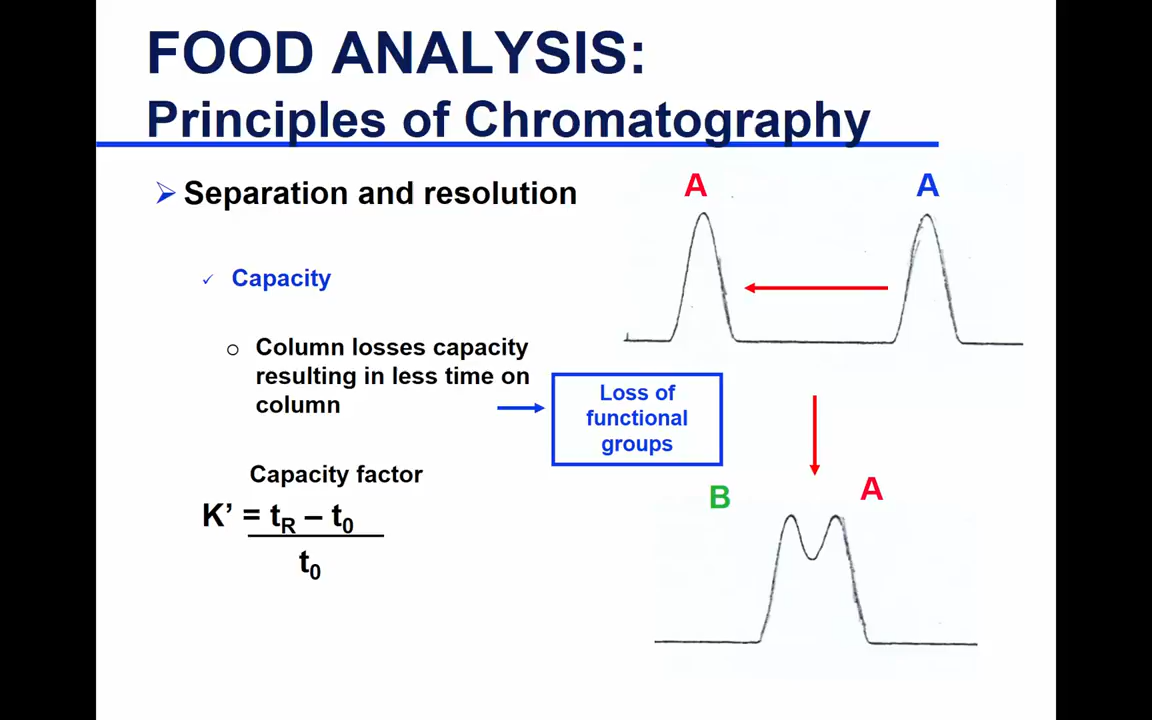 FOOD ANALYSIS:
Principles of Chromatography
Separation and resolution
A
A
Capacity
Column losses capacity
resulting in less time on
column
Loss of
functional
groups
Capacity factor
K’ = tR – t0
t0
B
A